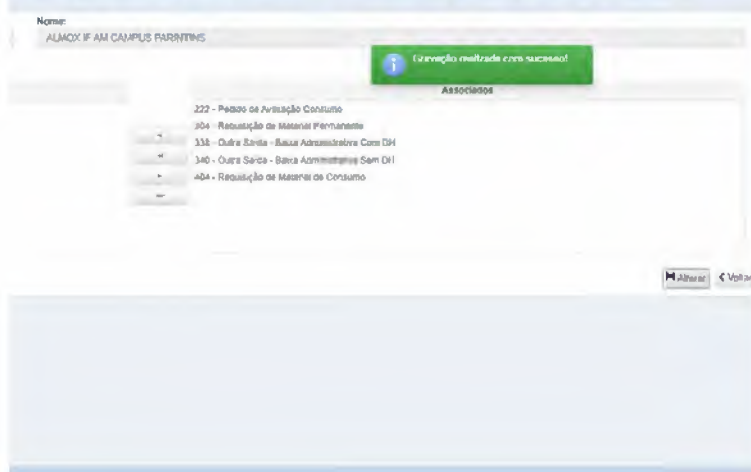 Nome:
ALMOX IF AM CAMPUS PARINTINS
realizada com sucesso!
Associados
222 - Pedido de Consumo
304 - Requisição de Material Permanente
338 - Outra Saída - Baixa Administrativa Com DH
340 - Outra Saída - Baixa Administrativa Sem DH
404 - Requisição de Material de Consumo
Alterar
Voltar